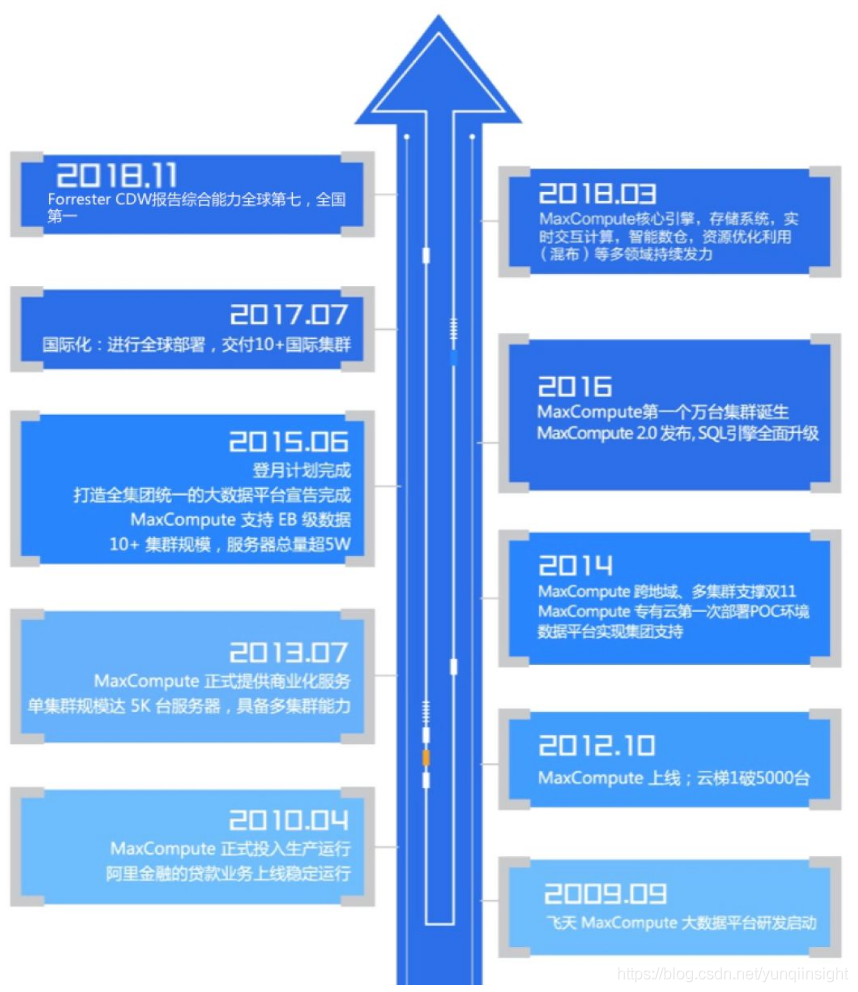 2018.11
Forrester CDW报告综合能力全球第七，全国
第一
2018.03
MaxCompute核心引擎，存储系统，实
时交互计算，智能数仓，资源优化利用
（混布）等多领域持续发力
2017.07
国际化：进行全球部署，交付10+国际集群
2016
MaxCompute第一个万台集群诞生
MaxCompute 2.0 发布, SQL引擎全面升级
2015.06
登月计划完成
打造全集团统一的大数据平台宣告完成
MaxCompute 支持 EB 级数据
10+ 集群规模，服务器总量超5W
2014
MaxCompute 跨地域、多集群支撑双11
MaxCompute 专有云第一次部署POC环境
数据平台实现集团支持
2013.07
MaxCompute 正式提供商业化服务
单集群规模达 5K 台服务器，具备多集群能力
2012.10
MaxCompute 上线；云梯1破5000台
2010.04
MaxCompute 正式投入生产运行
阿里金融的贷款业务上线稳定运行
2009.09
飞天 MaxCompute 大数据平台研发启动
https://blog.csdn.net/yunqiinsight